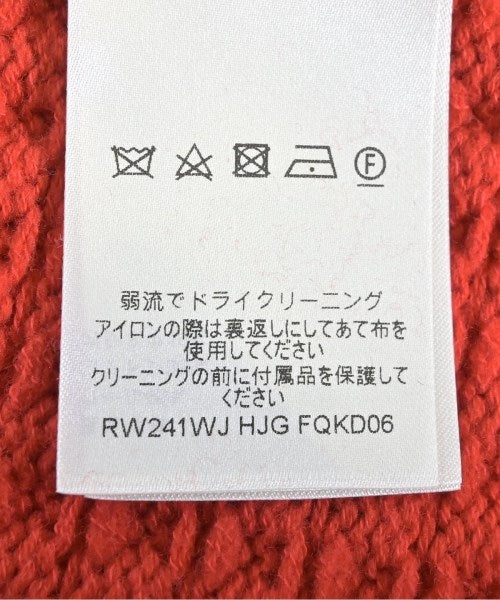 F
弱流でドライクリーニング
アイロンの際は裏返しにしてあて布を
使用してください
クリーニングの前に付属品を保護して
ください
RW241WJ HJG FQKD06